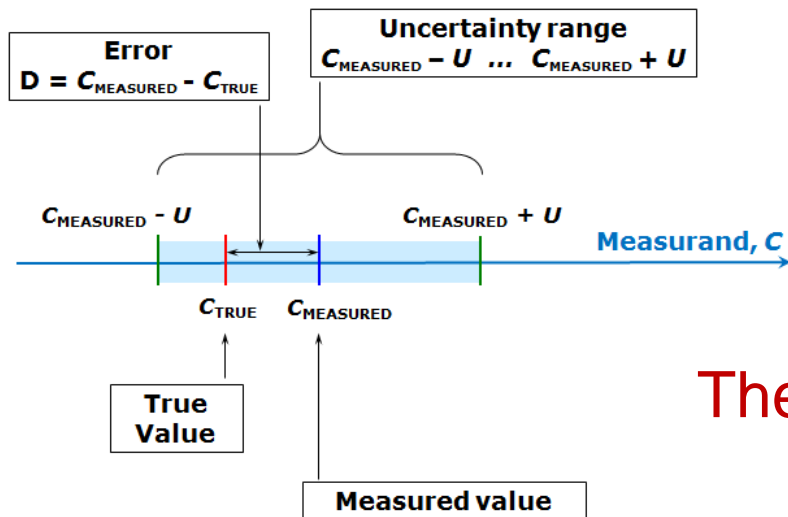 Error
D = CMEASURED - CTRUE
Uncertainty range
CMEASURED – U ... CMEASURED + U
CMEASURED - U
CMEASURED + U
Measurand, C
CTRUE
CMEASURED
True
Value
The
Measured value